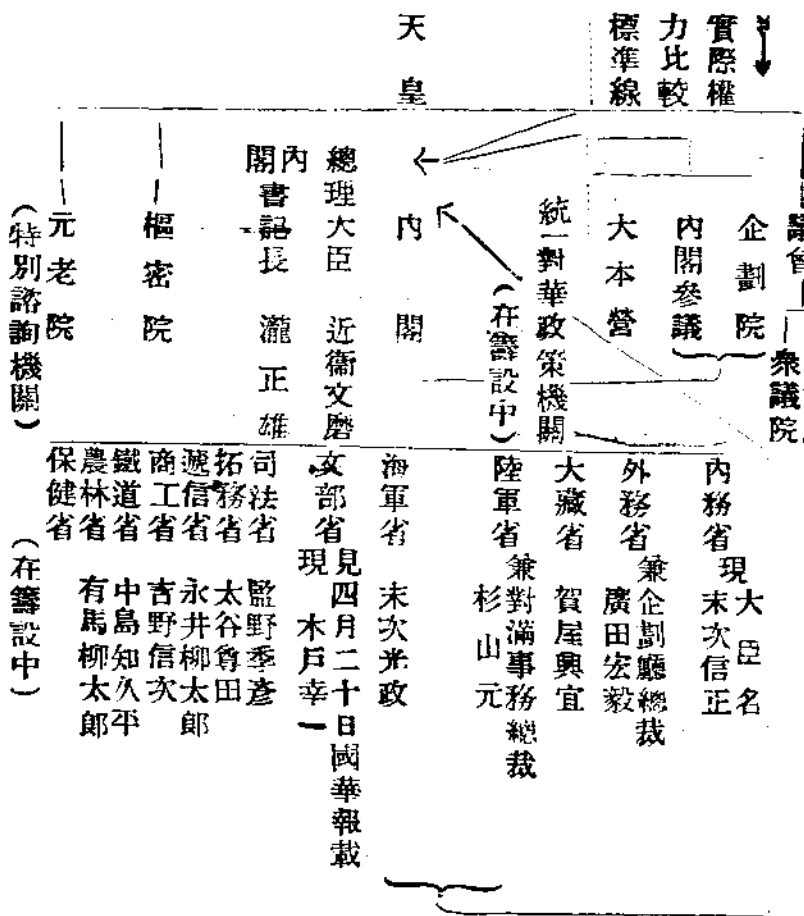 實際權
力比較
標準線
天皇
議會
衆議院
企劃院
內閣參議
大本營
統一對華政策機關
(在籌設中)
內閣
總理大臣 近衞文磨
內閣書記長 瀧正雄
樞密院
元老院
(特別諮詢機關)
現大臣名
內務省 末次信正
兼企劃廳總裁
外務省 廣田宏毅
大藏省 賀屋興宜
兼對滿事務總裁
陸軍省 杉山元
海軍省 末次光政
見四月二十日國華報載
文部省 現 木戶幸一
司法省 監野季彥
拓務省 太谷尊田
遞信省 永井柳太郎
商工省 吉野信次
鐵道省 中島知久平
農林省 有馬柳太郎
保健省 (在籌設中)